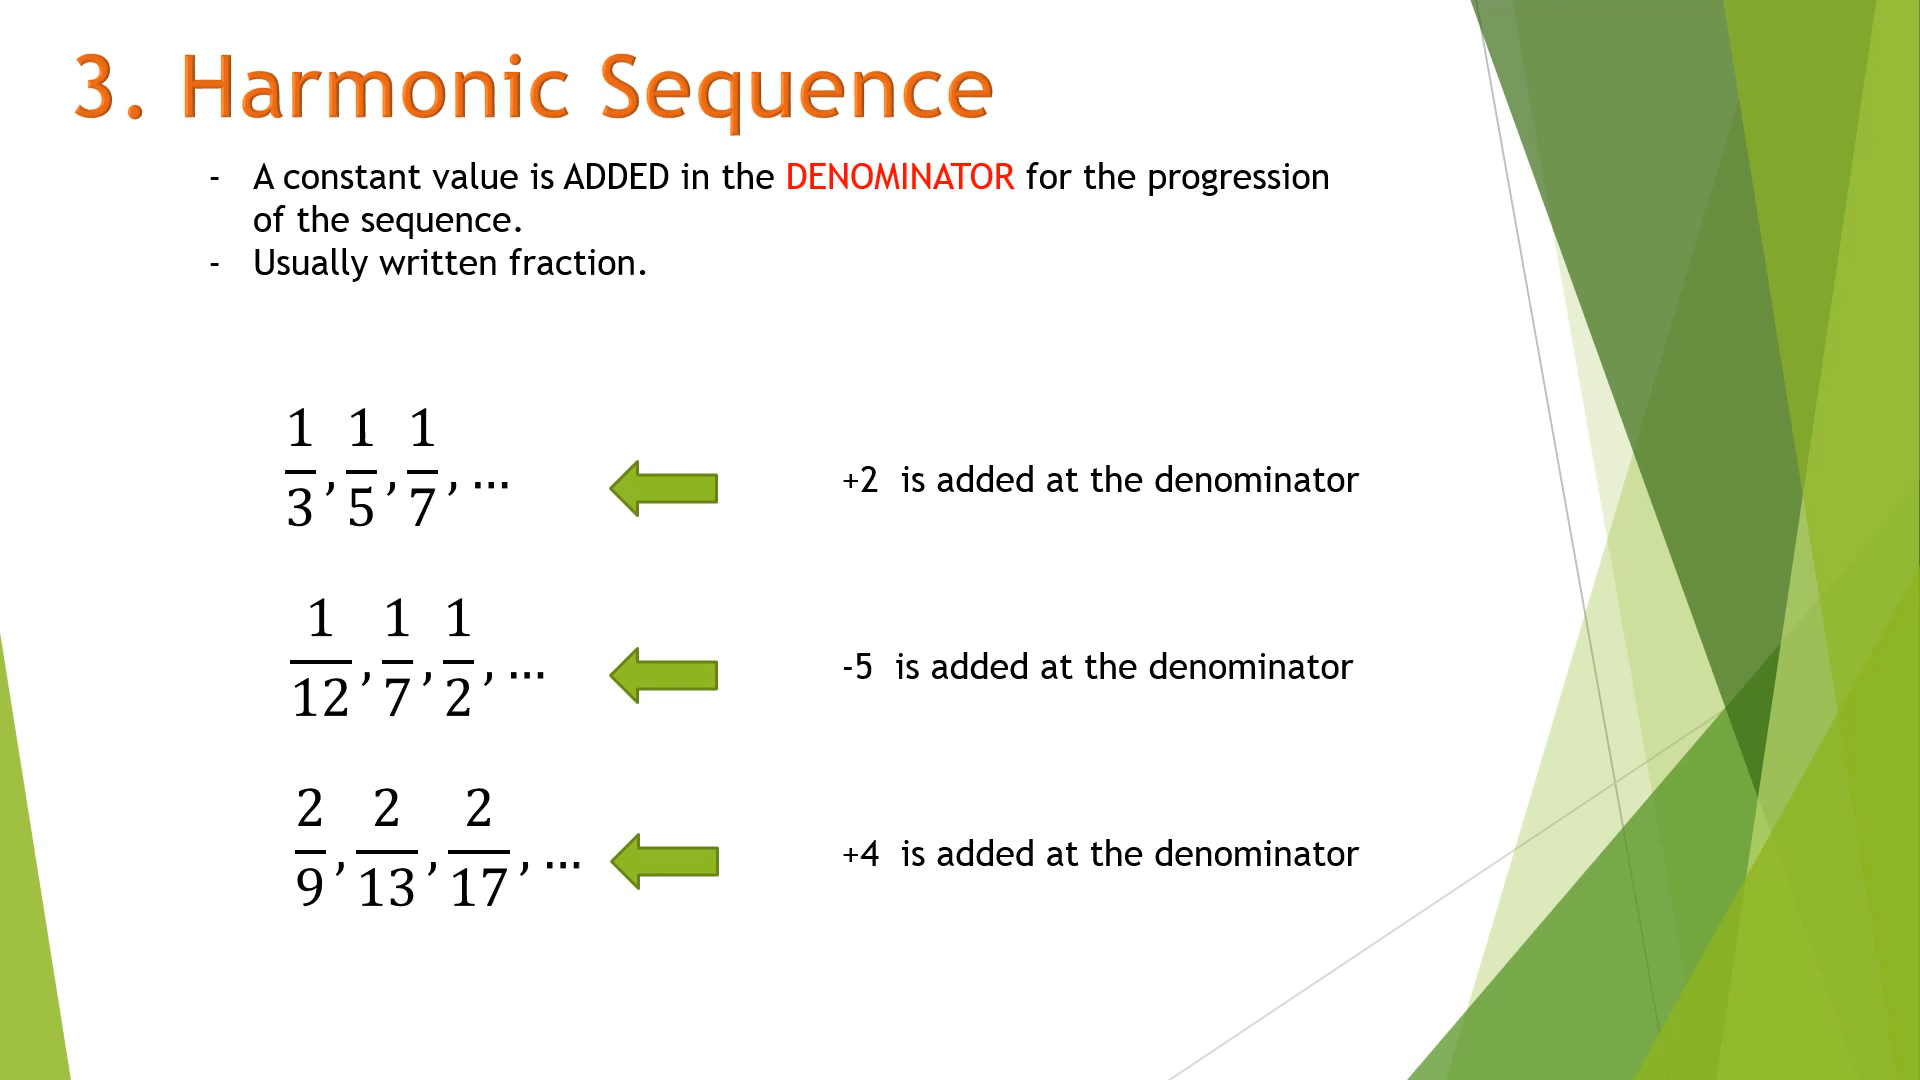 3. Harmonic Sequence
- A constant value is ADDED in the DENOMINATOR for the progression
of the sequence.
- Usually written fraction.
1/3, 1/5, 1/7, ... +2 is added at the denominator
1/12, 1/7, 1/2, ... -5 is added at the denominator
2/9, 2/13, 2/17, ... +4 is added at the denominator